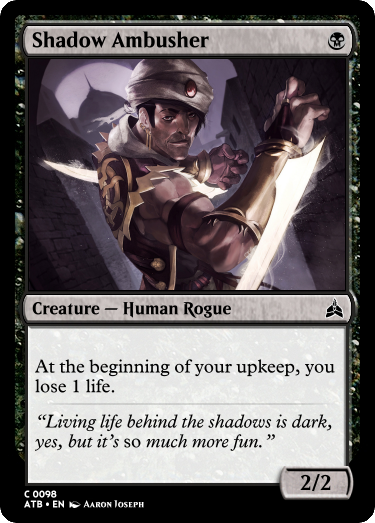 Shadow Ambusher
Creature — Human Rogue
At the beginning of your upkeep, you
lose 1 life.
“Living life behind the shadows is dark,
yes, but it's so much more fun.”
2/2
C 0098
ATB • EN Aaron Joseph